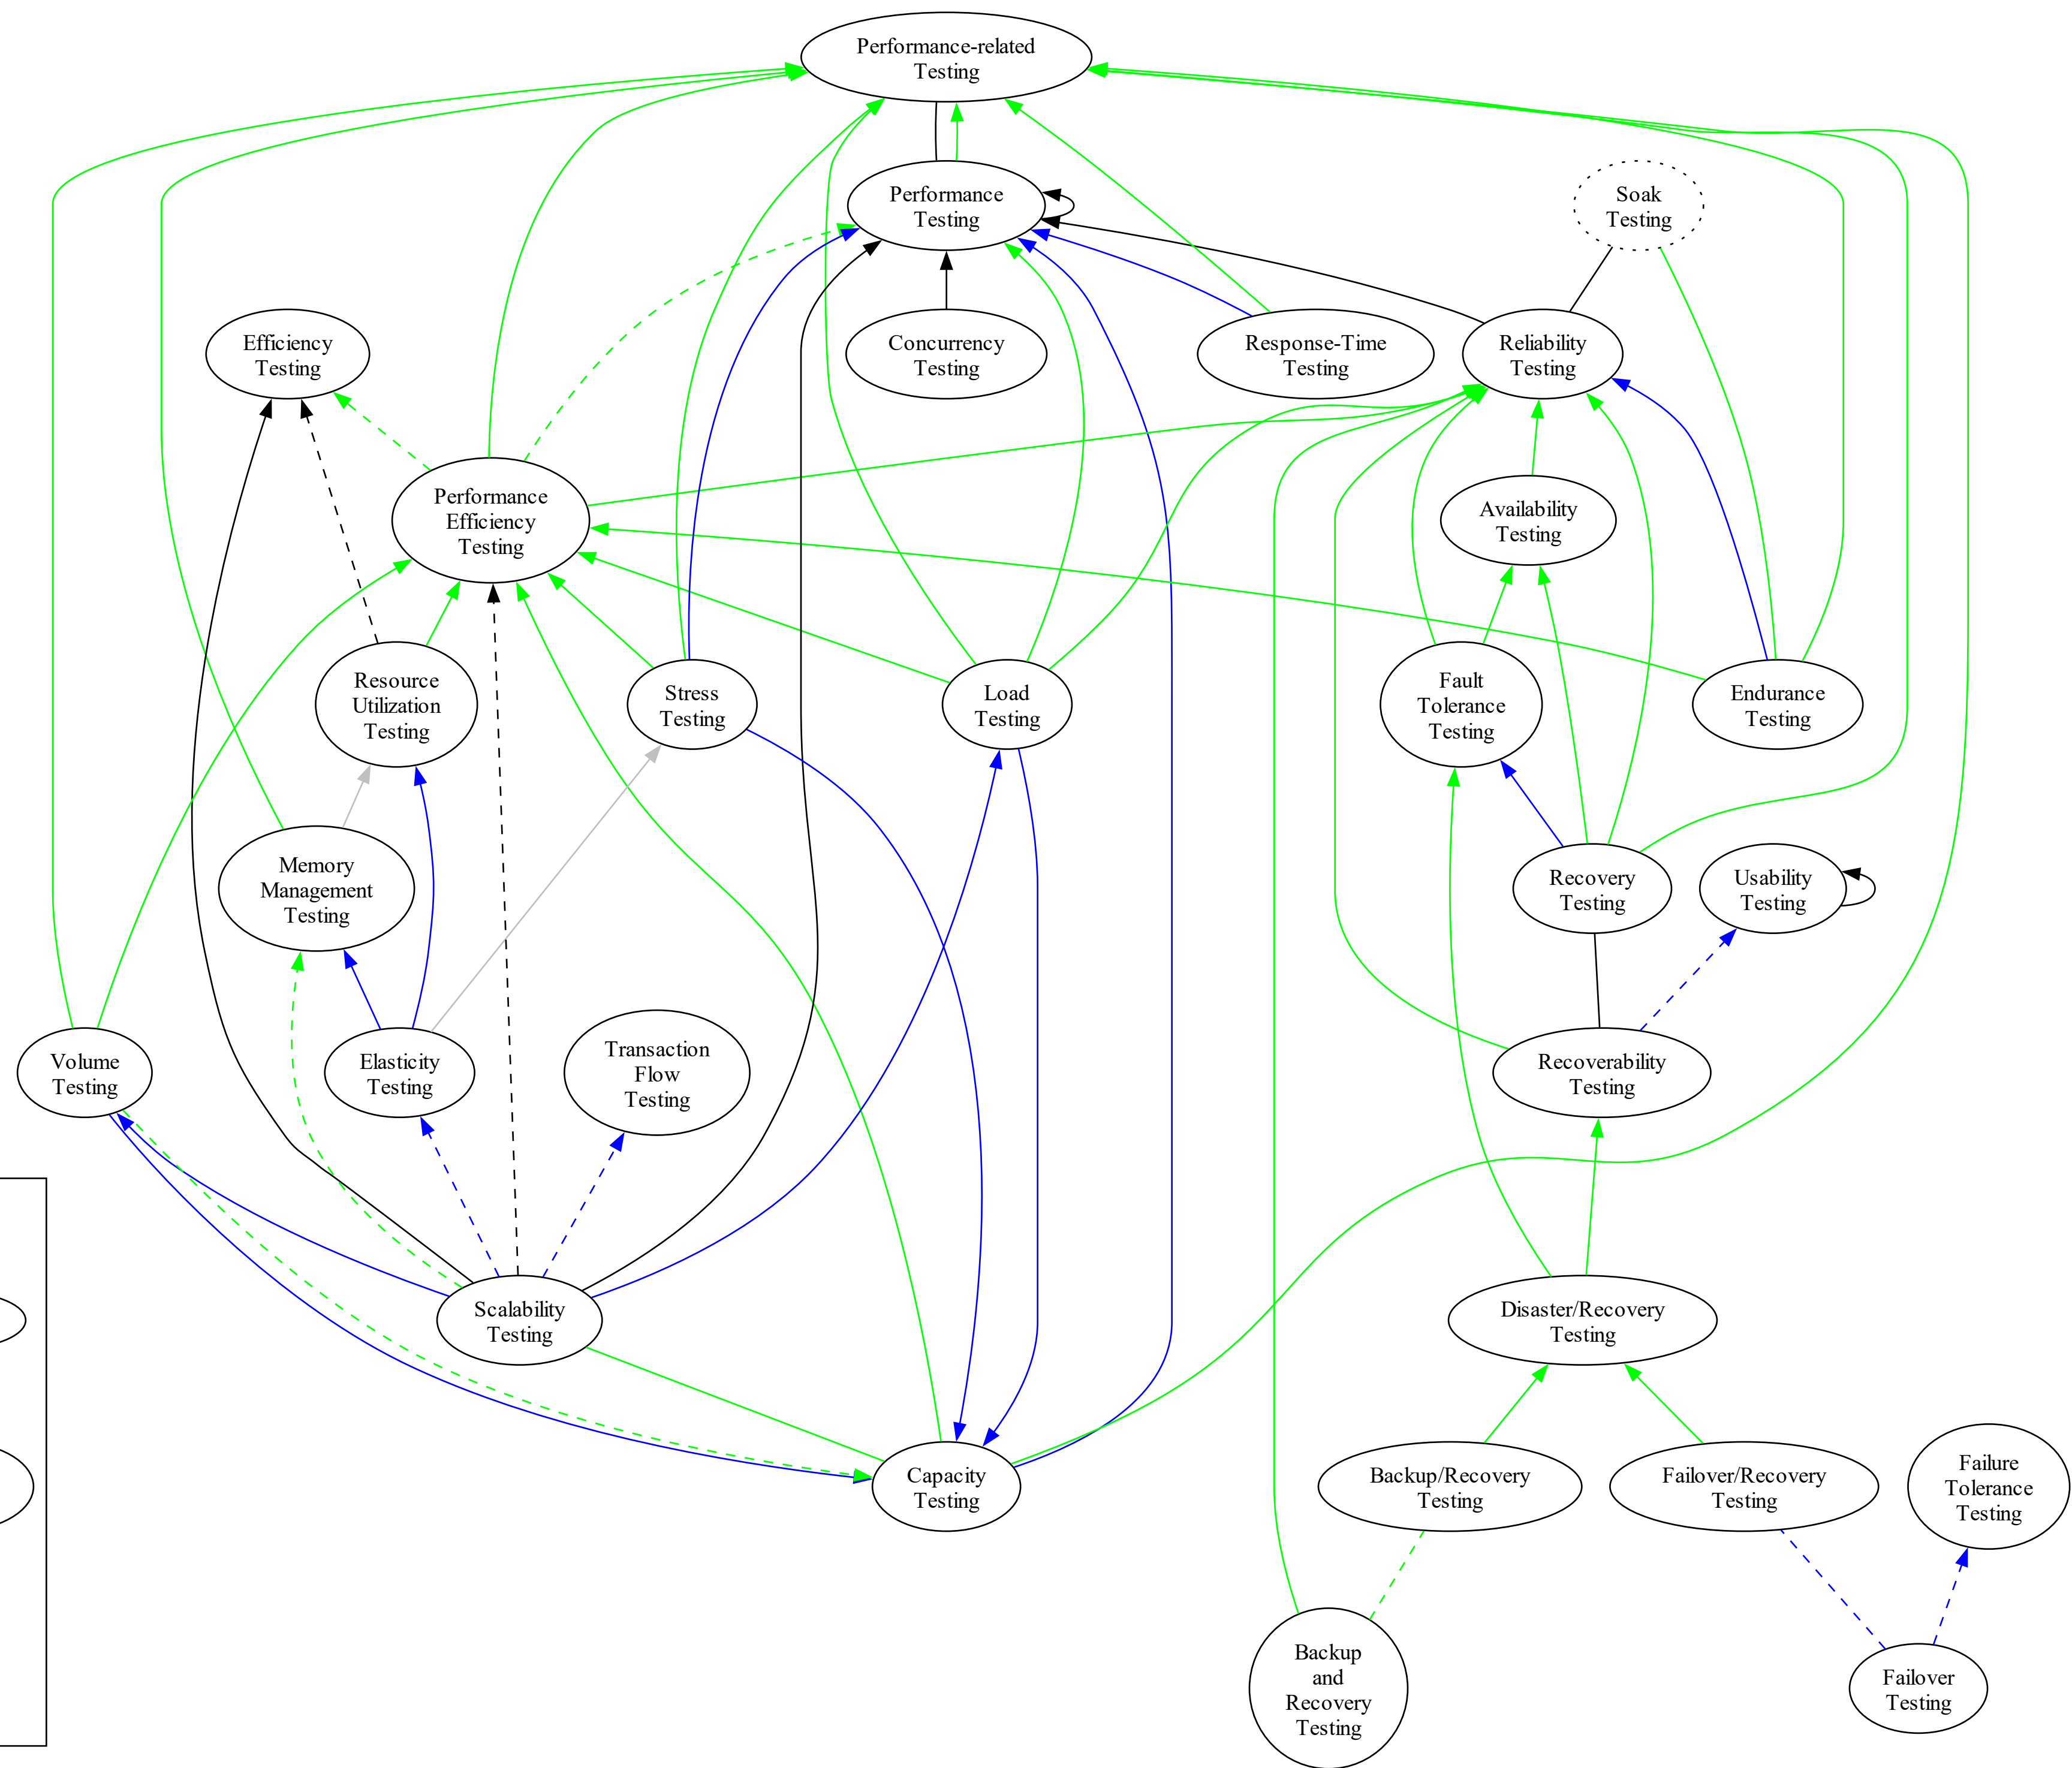 Performance-related
Testing
Performance
Testing
Soak
Testing
Efficiency
Testing
Concurrency
Testing
Response-Time
Testing
Reliability
Testing
Performance
Efficiency
Testing
Availability
Testing
Resource
Utilization
Testing
Stress
Testing
Load
Testing
Fault
Tolerance
Testing
Endurance
Testing
Memory
Management
Testing
Recovery
Testing
Usability
Testing
Volume
Testing
Elasticity
Testing
Transaction
Flow
Testing
Recoverability
Testing
Scalability
Testing
Disaster/Recovery
Testing
Capacity
Testing
Backup/Recovery
Testing
Failover/Recovery
Testing
Failure
Tolerance
Testing
Backup
and
Recovery
Testing
Failover
Testing